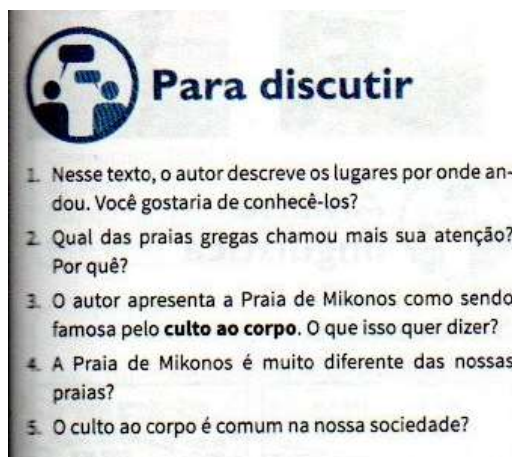 Para discutir
1. Nesse texto, o autor descreve os lugares por onde an-
dou. Você gostaria de conhecê-los?
2. Qual das praias gregas chamou mais sua atenção?
Por quê?
3. O autor apresenta a Praia de Mikonos como sendo
famosa pelo culto ao corpo. O que isso quer dizer?
4. A Praia de Mikonos é muito diferente das nossas
praias?
5. O culto ao corpo é comum na nossa sociedade?